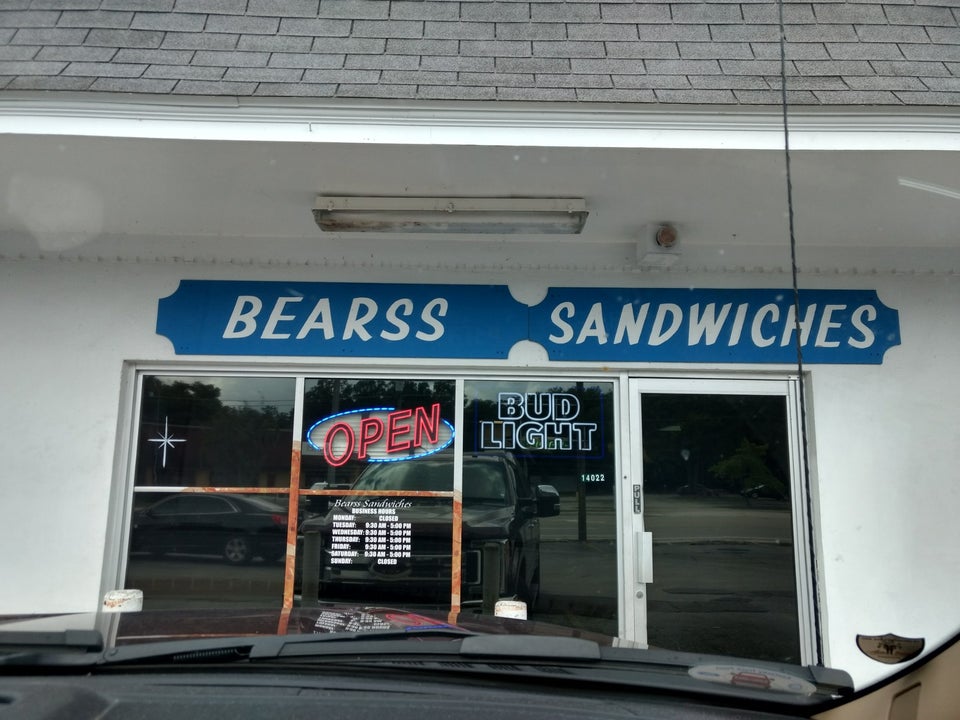 BEARSS SANDWICHES
OPEN
BUD
LIGHT
14022
PULL
Bearss Sandwiches
BUSINESS HOURS
MONDAY: CLOSED
TUESDAY: 9:30 AM - 5:00 PM
WEDNESDAY: 9:30 AM - 5:00 PM
THURSDAY: 9:30 AM - 5:00 PM
FRIDAY: 9:30 AM - 5:00 PM
SATURDAY: 9:30 AM - 5:00 PM
SUNDAY: CLOSED